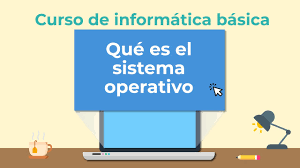 Curso de informática básica
Qué es el
sistema
operativo